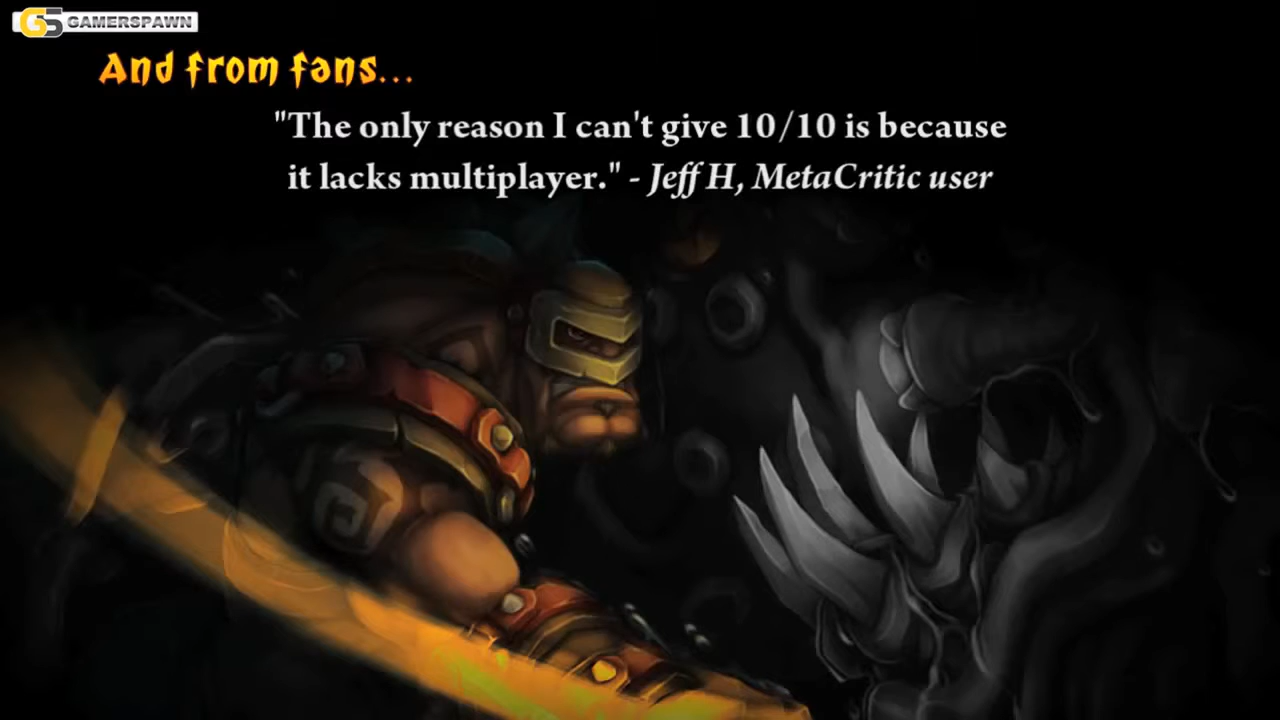 GS GAMERSPAWN
And from fans...
"The only reason I can't give 10/10 is because
it lacks multiplayer." - Jeff H, MetaCritic user